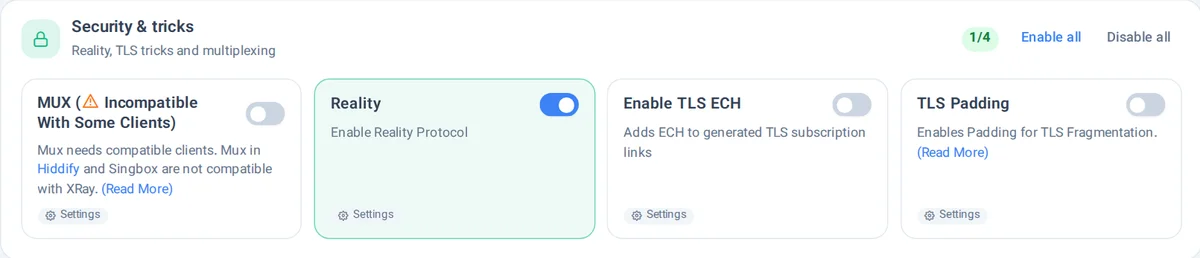 Security & tricks
Reality, TLS tricks and multiplexing
1/4
Enable all
Disable all
MUX (⚠ Incompatible
With Some Clients)
Mux needs compatible clients. Mux in
Hiddify and Singbox are not compatible
with XRay. (Read More)
Settings
Reality
Enable Reality Protocol
Settings
Enable TLS ECH
Adds ECH to generated TLS subscription
links
Settings
TLS Padding
Enables Padding for TLS Fragmentation.
(Read More)
Settings